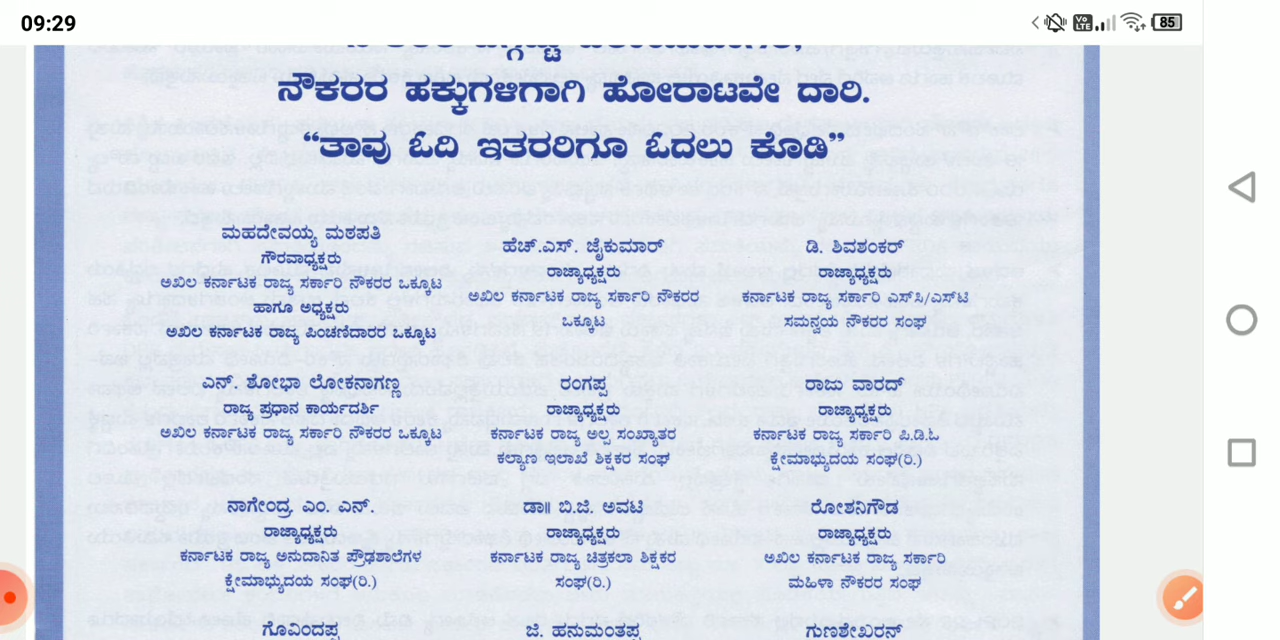 09:29
85
ನೌಕರರ ಹಕ್ಕುಗಳಿಗಾಗಿ ಹೋರಾಟವೇ ದಾರಿ.
"ತಾವು ಓದಿ ಇತರರಿಗೂ ಓದಲು ಕೊಡಿ"
ಮಹದೇವಯ್ಯ ಮಠಪತಿ
ಗೌರವಾಧ್ಯಕ್ಷರು
ಅಖಿಲ ಕರ್ನಾಟಕ ರಾಜ್ಯ ಸರ್ಕಾರಿ ನೌಕರರ ಒಕ್ಕೂಟ
ಹಾಗೂ ಅಧ್ಯಕ್ಷರು
ಅಖಿಲ ಕರ್ನಾಟಕ ರಾಜ್ಯ ಪಿಂಚಣಿದಾರರ ಒಕ್ಕೂಟ
ಹೆಚ್.ಎಸ್. ಜೈಕುಮಾರ್
ರಾಜ್ಯಾಧ್ಯಕ್ಷರು
ಅಖಿಲ ಕರ್ನಾಟಕ ರಾಜ್ಯ ಸರ್ಕಾರಿ ನೌಕರರ
ಒಕ್ಕೂಟ
ಡಿ. ಶಿವಶಂಕರ್
ರಾಜ್ಯಾಧ್ಯಕ್ಷರು
ಕರ್ನಾಟಕ ರಾಜ್ಯ ಸರ್ಕಾರಿ ಎಸ್‌ಸಿ/ಎಸ್‌ಟಿ
ಸಮನ್ವಯ ನೌಕರರ ಸಂಘ
ಎನ್. ಶೋಭಾ ಲೋಕನಾಗಣ್ಣ
ರಾಜ್ಯ ಪ್ರಧಾನ ಕಾರ್ಯದರ್ಶಿ
ಅಖಿಲ ಕರ್ನಾಟಕ ರಾಜ್ಯ ಸರ್ಕಾರಿ ನೌಕರರ ಒಕ್ಕೂಟ
ರಂಗಪ್ಪ
ರಾಜ್ಯಾಧ್ಯಕ್ಷರು
ಕರ್ನಾಟಕ ರಾಜ್ಯ ಅಲ್ಪ ಸಂಖ್ಯಾತರ
ಕಲ್ಯಾಣ ಇಲಾಖೆ ಶಿಕ್ಷಕರ ಸಂಘ
ರಾಜು ವಾರದ್
ರಾಜ್ಯಾಧ್ಯಕ್ಷರು
ಕರ್ನಾಟಕ ರಾಜ್ಯ ಸರ್ಕಾರಿ ಪಿ.ಡಿ.ಓ
ಕ್ಷೇಮಾಭ್ಯುದಯ ಸಂಘ(ರಿ.)
ನಾಗೇಂದ್ರ. ಎಂ. ಎನ್.
ರಾಜ್ಯಾಧ್ಯಕ್ಷರು
ಕರ್ನಾಟಕ ರಾಜ್ಯ ಅನುದಾನಿತ ಪ್ರೌಢಶಾಲೆಗಳ
ಕ್ಷೇಮಾಭ್ಯುದಯ ಸಂಘ(ರಿ.)
ಡಾ॥ ಬಿ.ಜಿ. ಅವಟಿ
ರಾಜ್ಯಾಧ್ಯಕ್ಷರು
ಕರ್ನಾಟಕ ರಾಜ್ಯ ಚಿತ್ರಕಲಾ ಶಿಕ್ಷಕರ
ಸಂಘ(ರಿ.)
ರೋಶನಿಗೌಡ
ರಾಜ್ಯಾಧ್ಯಕ್ಷರು
ಅಖಿಲ ಕರ್ನಾಟಕ ರಾಜ್ಯ ಸರ್ಕಾರಿ
ಮಹಿಳಾ ನೌಕರರ ಸಂಘ
ಗೊವಿಂದಪ್ಪ
ಜೆ. ಹನುಮಂತಪ್ಪ
ಗುಣಶೇಖರನ್